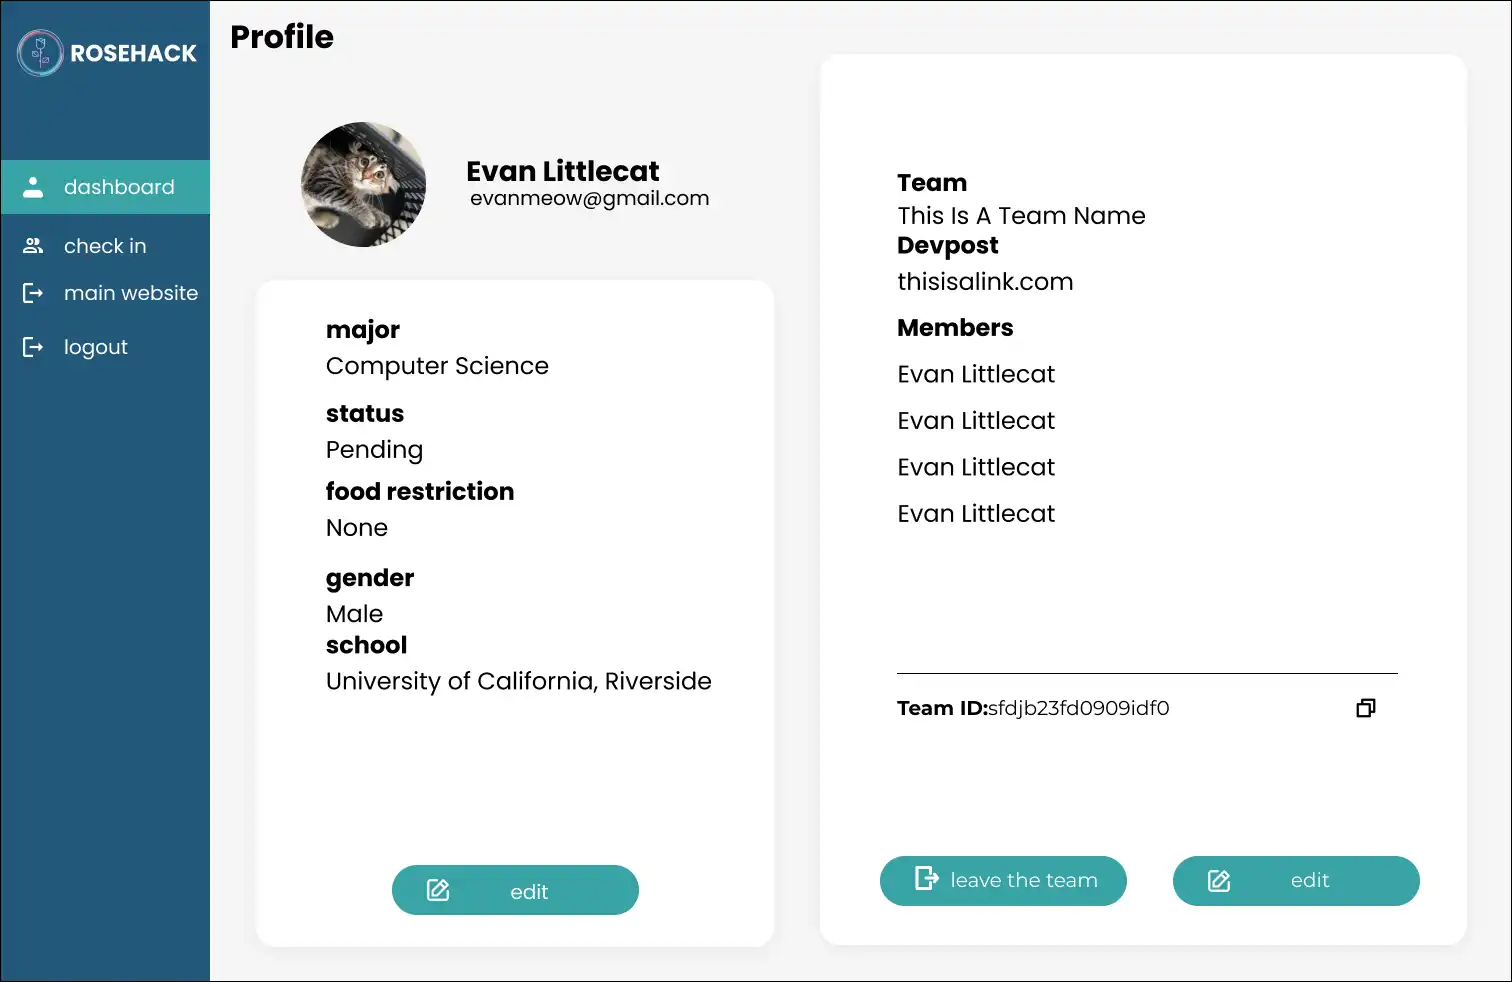 ROSEHACK
dashboard
check in
main website
logout
Profile
Evan Littlecat
evanmeow@gmail.com
major
Computer Science
status
Pending
food restriction
None
gender
Male
school
University of California, Riverside
edit
Team
This Is A Team Name
Devpost
thisisalink.com
Members
Evan Littlecat
Evan Littlecat
Evan Littlecat
Evan Littlecat
Team ID:sfdjb23fd0909idf0
leave the team
edit